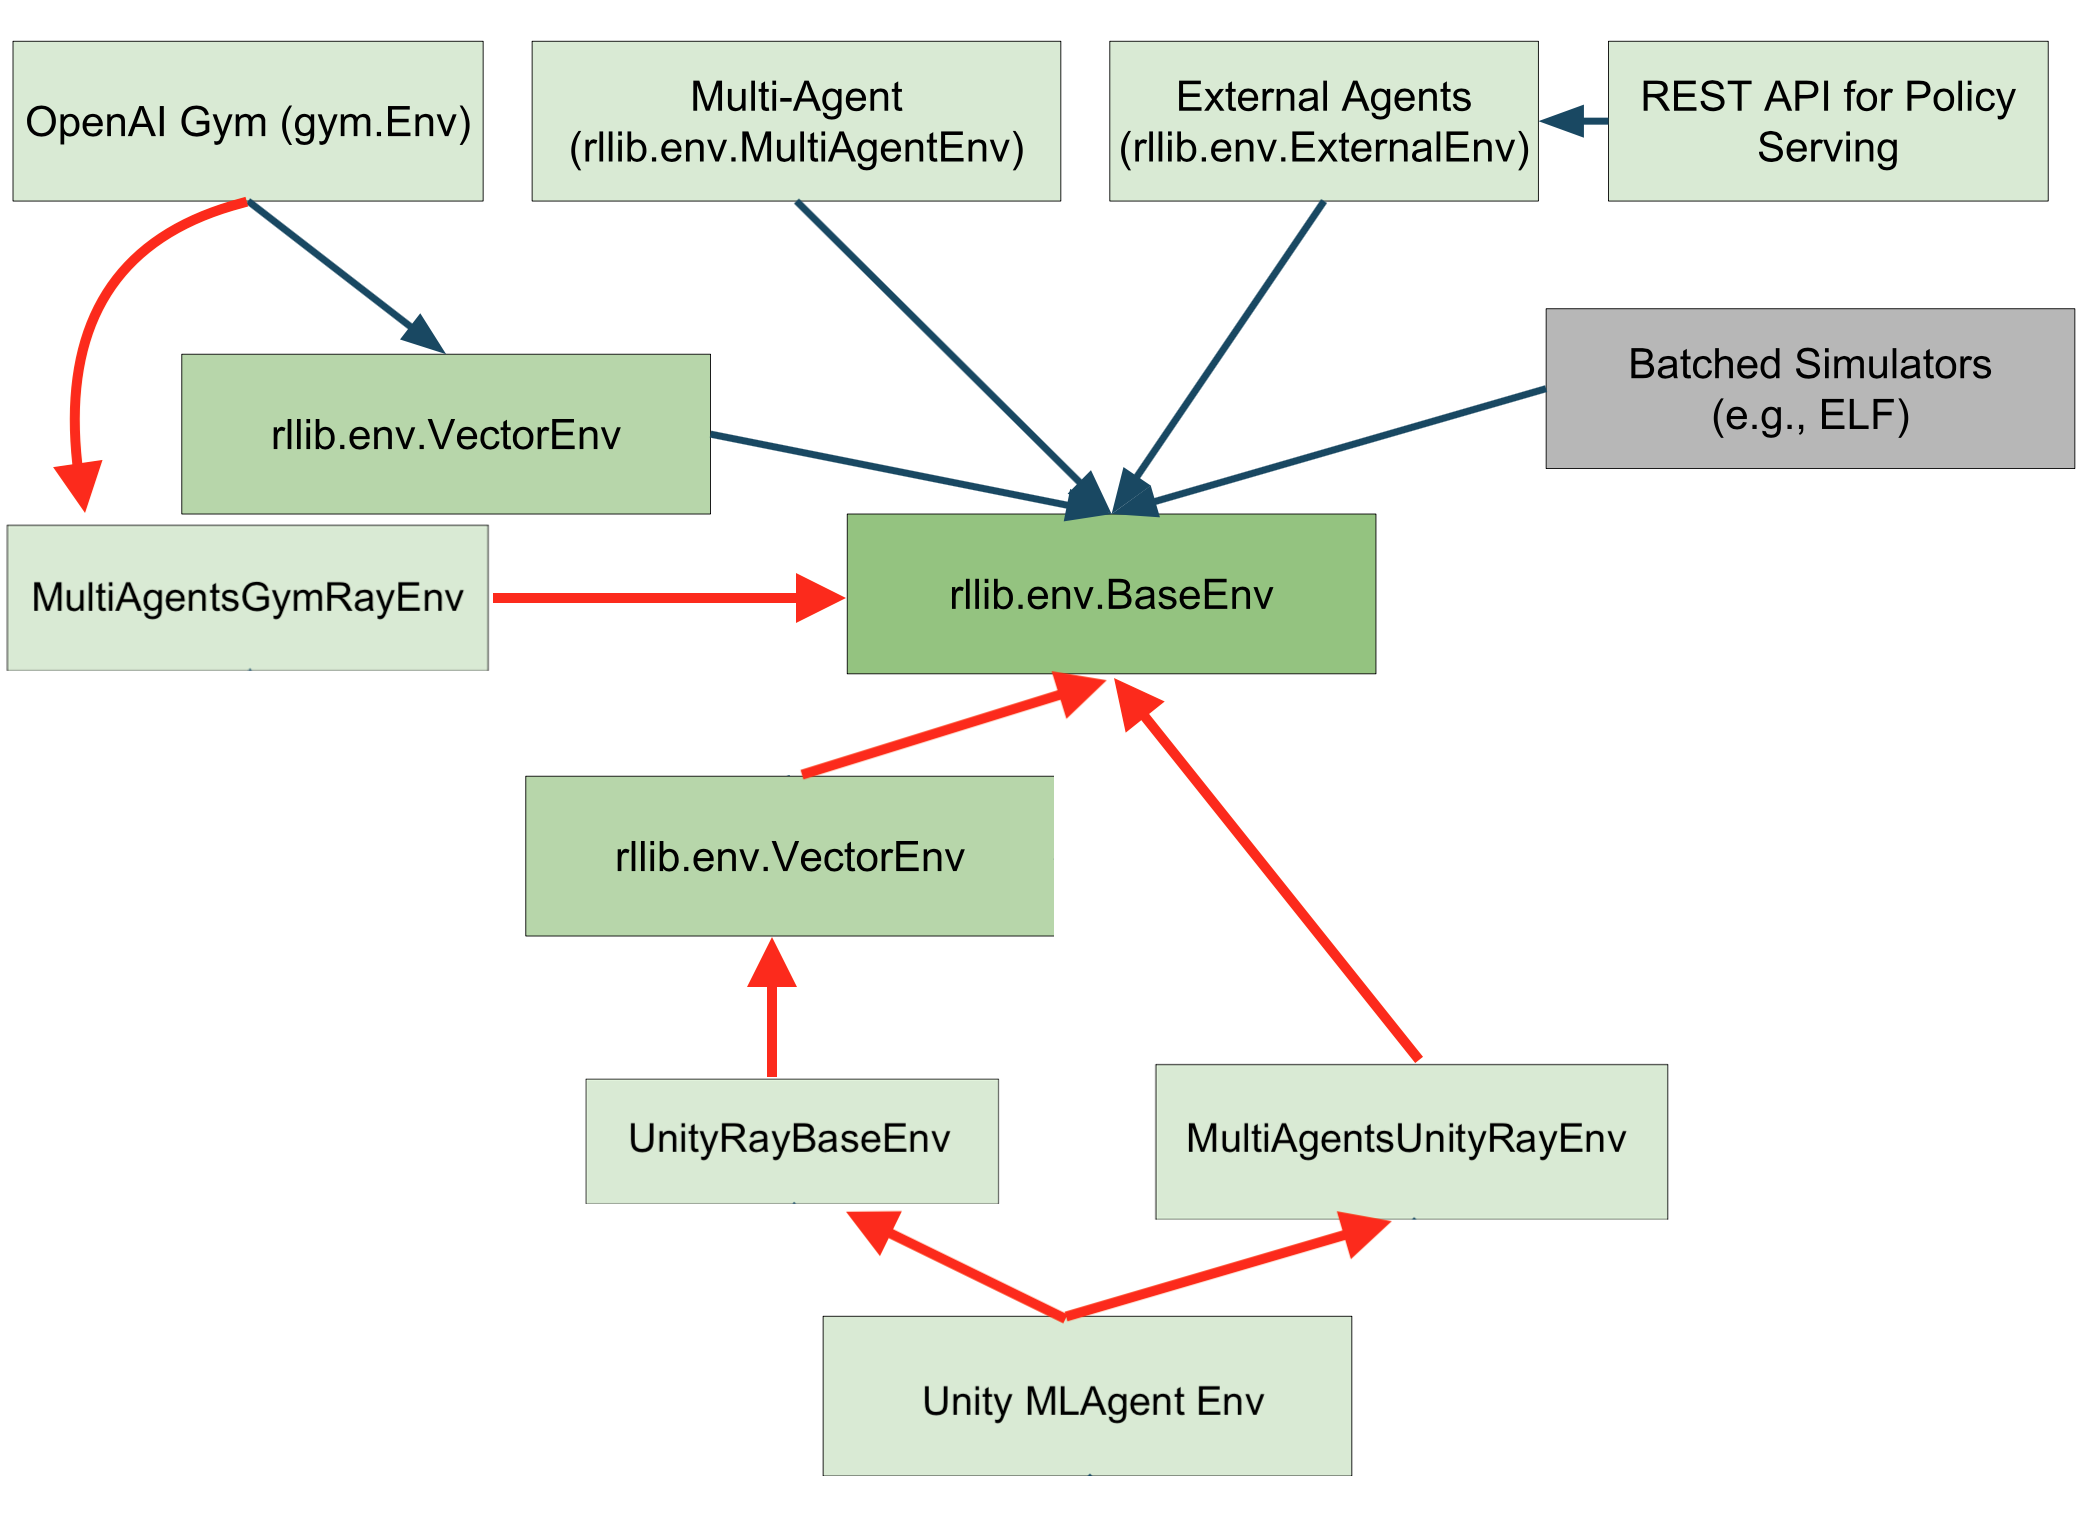 OpenAI Gym (gym.Env)
Multi-Agent
(rllib.env.MultiAgentEnv)
External Agents
(rllib.env.ExternalEnv)
REST API for Policy
Serving
Batched Simulators
(e.g., ELF)
rllib.env.VectorEnv
MultiAgentsGymRayEnv
rllib.env.BaseEnv
rllib.env.VectorEnv
UnityRayBaseEnv
MultiAgentsUnityRayEnv
Unity MLAgent Env